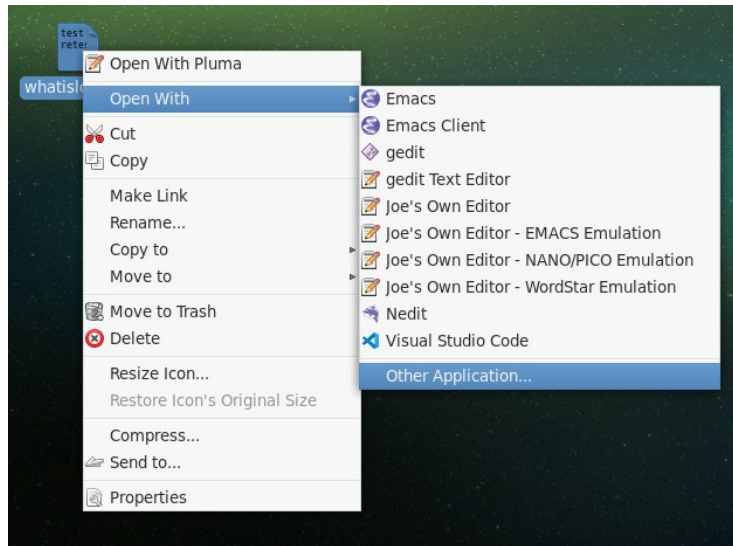 test
Open With Pluma
Open With
Cut
Copy
Make Link
Rename...
Copy to
Move to
Move to Trash
Delete
Resize Icon...
Restore Icon's Original Size
Compress...
Send to...
Properties
Emacs
Emacs Client
gedit
gedit Text Editor
Joe's Own Editor
Joe's Own Editor - EMACS Emulation
Joe's Own Editor - NANO/PICO Emulation
Joe's Own Editor - WordStar Emulation
Nedit
Visual Studio Code
Other Application...